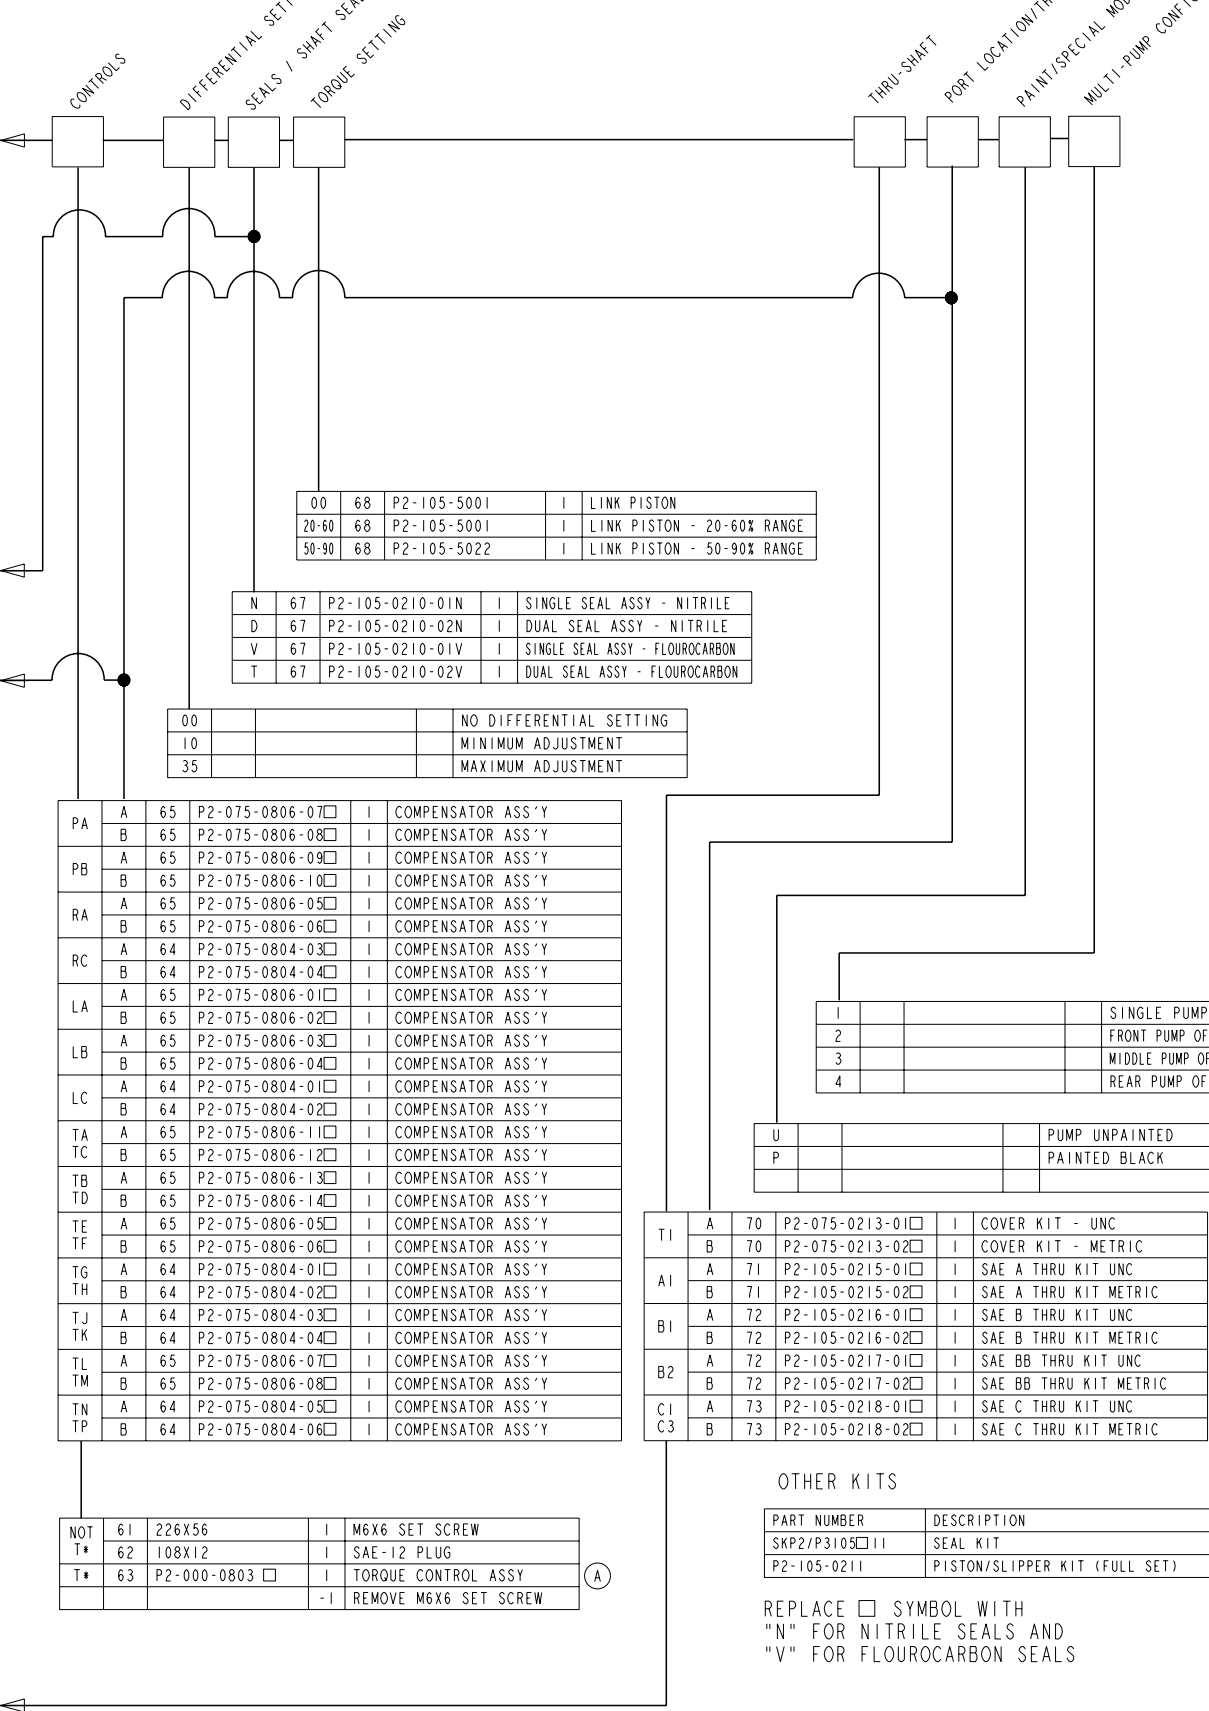 CONTROLS
SEALS / SHAFT
TORQUE SETTING
THRU-SHAFT
DIFFERENTIAL
PORT
PAINT/SPECIAL
MULTI-PUMP
00 68 P2-105-5001 1 LINK PISTON
20-60 68 P2-105-5001 1 LINK PISTON - 20-60% RANGE
50-90 68 P2-105-5022 1 LINK PISTON - 50-90% RANGE
N 67 P2-105-0210-01N 1 SINGLE SEAL ASSY - NITRILE
D 67 P2-105-0210-02N 1 DUAL SEAL ASSY - NITRILE
V 67 P2-105-0210-01V 1 SINGLE SEAL ASSY - FLOUROCARBON
T 67 P2-105-0210-02V 1 DUAL SEAL ASSY - FLOUROCARBON
00 NO DIFFERENTIAL SETTING
10 MINIMUM ADJUSTMENT
35 MAXIMUM ADJUSTMENT
PA A 65 P2-075-0806-07□ 1 COMPENSATOR ASS'Y
B 65 P2-075-0806-08□ 1 COMPENSATOR ASS'Y
PB A 65 P2-075-0806-09□ 1 COMPENSATOR ASS'Y
B 65 P2-075-0806-10□ 1 COMPENSATOR ASS'Y
RA A 65 P2-075-0806-05□ 1 COMPENSATOR ASS'Y
B 65 P2-075-0806-06□ 1 COMPENSATOR ASS'Y
RC A 64 P2-075-0804-03□ 1 COMPENSATOR ASS'Y
B 64 P2-075-0804-04□ 1 COMPENSATOR ASS'Y
LA A 65 P2-075-0806-01□ 1 COMPENSATOR ASS'Y
B 65 P2-075-0806-02□ 1 COMPENSATOR ASS'Y
LB A 65 P2-075-0806-03□ 1 COMPENSATOR ASS'Y
B 65 P2-075-0806-04□ 1 COMPENSATOR ASS'Y
LC A 64 P2-075-0804-01□ 1 COMPENSATOR ASS'Y
B 64 P2-075-0804-02□ 1 COMPENSATOR ASS'Y
TA A 65 P2-075-0806-11□ 1 COMPENSATOR ASS'Y
TC B 65 P2-075-0806-12□ 1 COMPENSATOR ASS'Y
TB A 65 P2-075-0806-13□ 1 COMPENSATOR ASS'Y
TD B 65 P2-075-0806-14□ 1 COMPENSATOR ASS'Y
TE A 65 P2-075-0806-05□ 1 COMPENSATOR ASS'Y
TF B 65 P2-075-0806-06□ 1 COMPENSATOR ASS'Y
TG A 64 P2-075-0804-01□ 1 COMPENSATOR ASS'Y
TH B 64 P2-075-0804-02□ 1 COMPENSATOR ASS'Y
TJ A 64 P2-075-0804-03□ 1 COMPENSATOR ASS'Y
TK B 64 P2-075-0804-04□ 1 COMPENSATOR ASS'Y
TL A 65 P2-075-0806-07□ 1 COMPENSATOR ASS'Y
TM B 65 P2-075-0806-08□ 1 COMPENSATOR ASS'Y
TN A 64 P2-075-0804-05□ 1 COMPENSATOR ASS'Y
TP B 64 P2-075-0804-06□ 1 COMPENSATOR ASS'Y
NOT T* 61 226X56 1 M6X6 SET SCREW
62 108X12 1 SAE-12 PLUG
T* 63 P2-000-0803 □ 1 TORQUE CONTROL ASSY A
-1 REMOVE M6X6 SET SCREW
1 SINGLE PUMP
2 FRONT PUMP OF
3 MIDDLE PUMP OF
4 REAR PUMP OF
U PUMP UNPAINTED
P PAINTED BLACK
T1 A 70 P2-075-0213-01□ 1 COVER KIT - UNC
B 70 P2-075-0213-02□ 1 COVER KIT - METRIC
A1 A 71 P2-105-0215-01□ 1 SAE A THRU KIT UNC
B 71 P2-105-0215-02□ 1 SAE A THRU KIT METRIC
B1 A 72 P2-105-0216-01□ 1 SAE B THRU KIT UNC
B 72 P2-105-0216-02□ 1 SAE B THRU KIT METRIC
B2 A 72 P2-105-0217-01□ 1 SAE BB THRU KIT UNC
B 72 P2-105-0217-02□ 1 SAE BB THRU KIT METRIC
C1 A 73 P2-105-0218-01□ 1 SAE C THRU KIT UNC
C3 B 73 P2-105-0218-02□ 1 SAE C THRU KIT METRIC
OTHER KITS
PART NUMBER DESCRIPTION
SKP2/P3105□11 SEAL KIT
P2-105-0211 PISTON/SLIPPER KIT (FULL SET)
REPLACE □ SYMBOL WITH
"N" FOR NITRILE SEALS AND
"V" FOR FLOUROCARBON SEALS